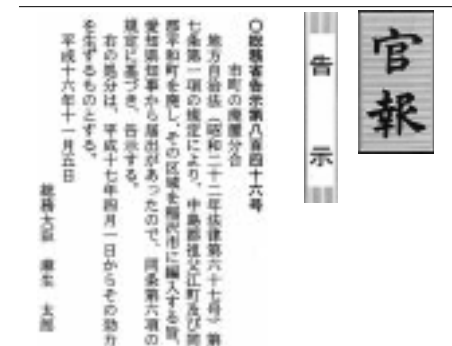 官報
告示
〇総務省告示第八百四十六号
市町の廃置分合
地方自治法（昭和二十二年法律第六十七号）第
七条第一項の規定により、中島郡祖父江町及び同
郡平和町を廃し、その区域を稲沢市に編入する旨、
愛知県知事から届出があったので、同条第六項の
規定に基づき、告示する。
右の処分は、平成十七年四月一日からその効力
を生ずるものとする。
平成十六年十一月五日
総務大臣 麻生 太郎